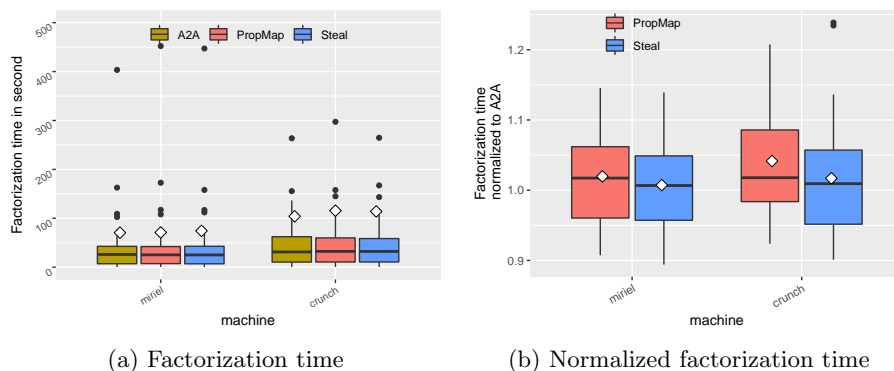 500
400
300
200
100
0
Factorization time in second
A2A PropMap Steal
miriel
crunch
machine
(a) Factorization time
1.2
1.1
1.0
0.9
Factorization time
normalized to A2A
PropMap
Steal
miriel
crunch
machine
(b) Normalized factorization time